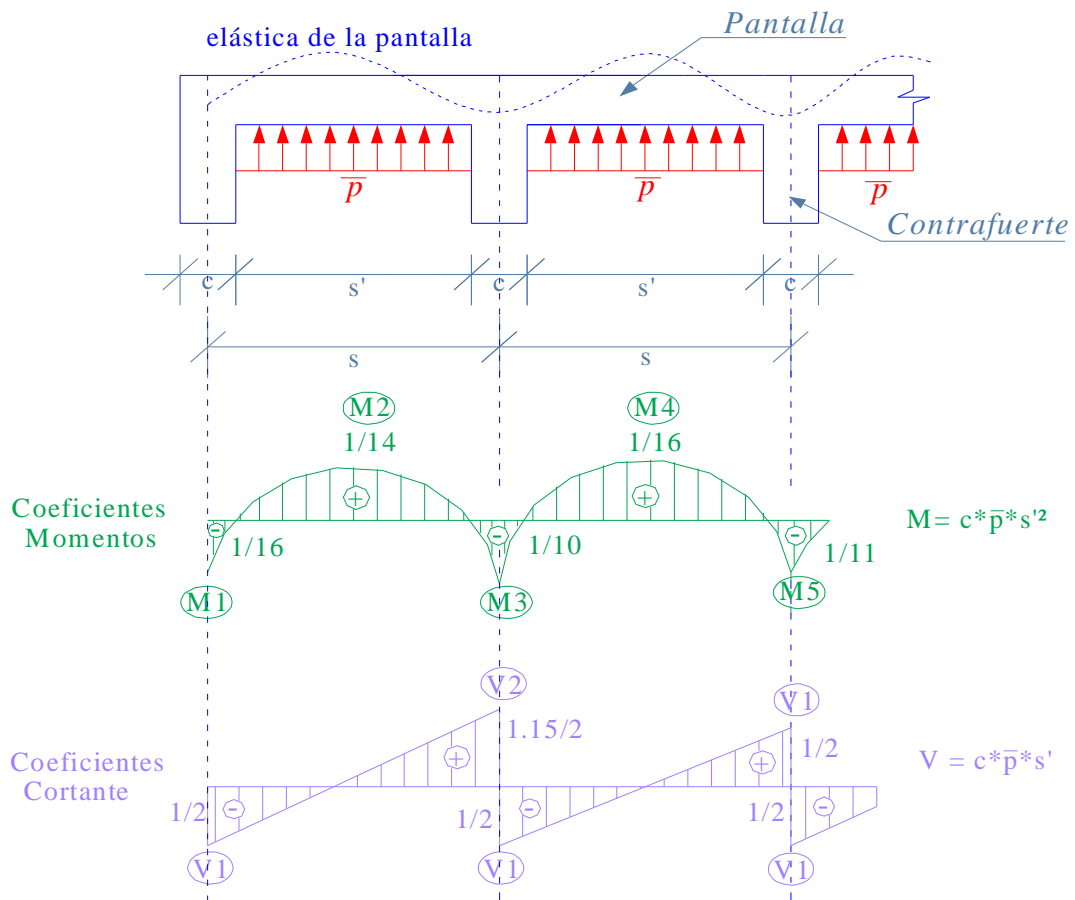 Pantalla
elástica de la pantalla
p̅ p̅ p̅
Contrafuerte
c s' c s' c
s s
M2 M4
1/14 1/16
+ +
Coeficientes
Momentos
- - -
1/16 1/10 1/11
M= c*p̅*s'²
M1 M3 M5
V2 V1
1.15/2 1/2
Coeficientes
Cortante
+ +
V = c*p̅*s'
1/2 - 1/2 - 1/2 -
V1 V1 V1